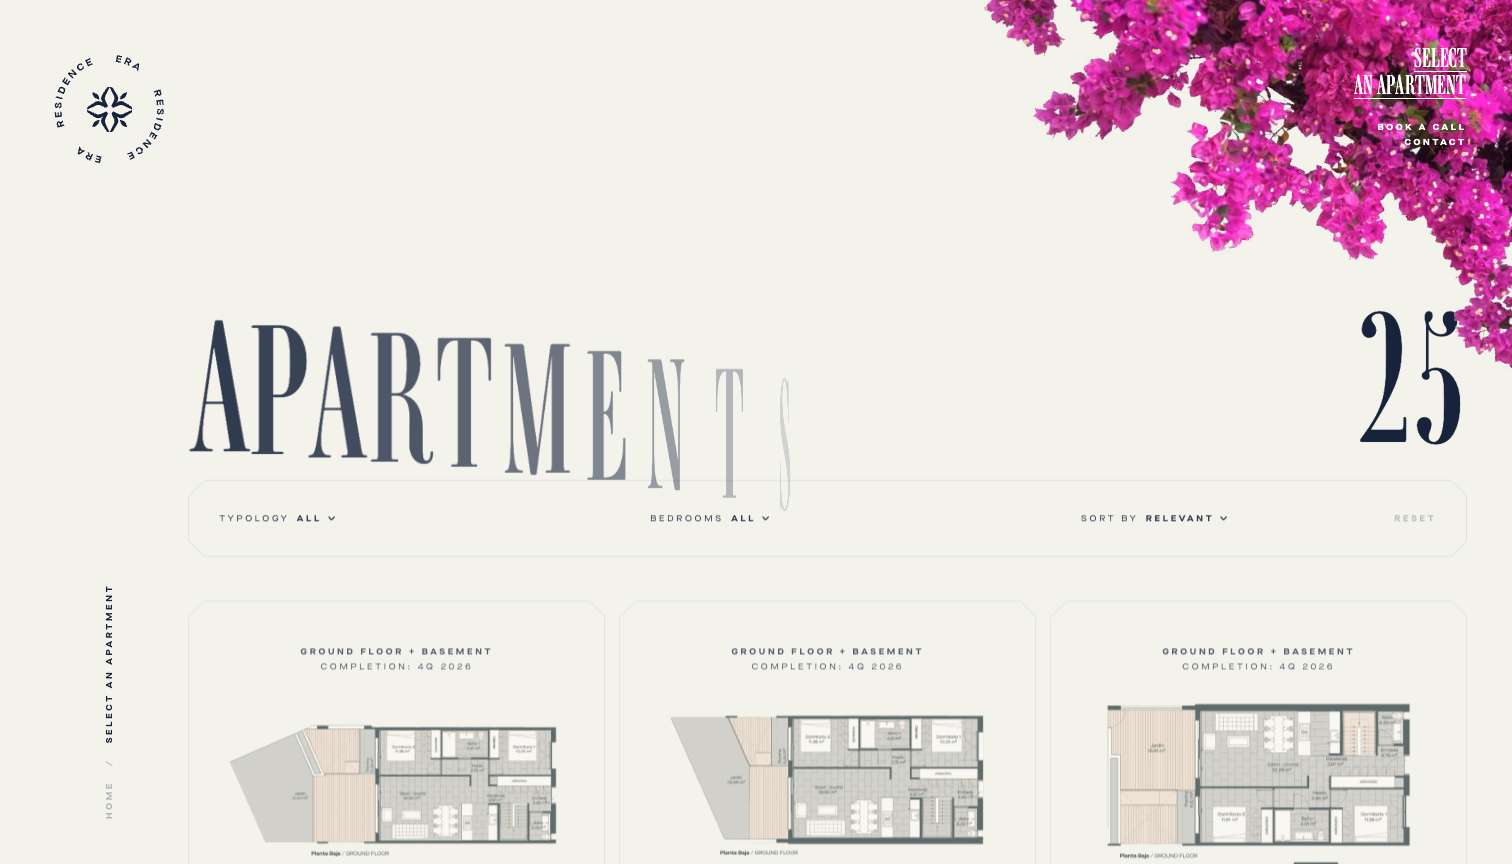 RESIDENCE ERA RESIDENCE ERA
SELECT
AN APARTMENT
BOOK A CALL
CONTACT
APARTMENTS
25
TYPOLOGY ALL
BEDROOMS ALL
SORT BY RELEVANT
RESET
HOME / SELECT AN APARTMENT
GROUND FLOOR + BASEMENT
COMPLETION: 4Q 2026
GROUND FLOOR + BASEMENT
COMPLETION: 4Q 2026
GROUND FLOOR + BASEMENT
COMPLETION: 4Q 2026
Planta Baja / GROUND FLOOR
Planta Baja / GROUND FLOOR
Planta Baja / GROUND FLOOR